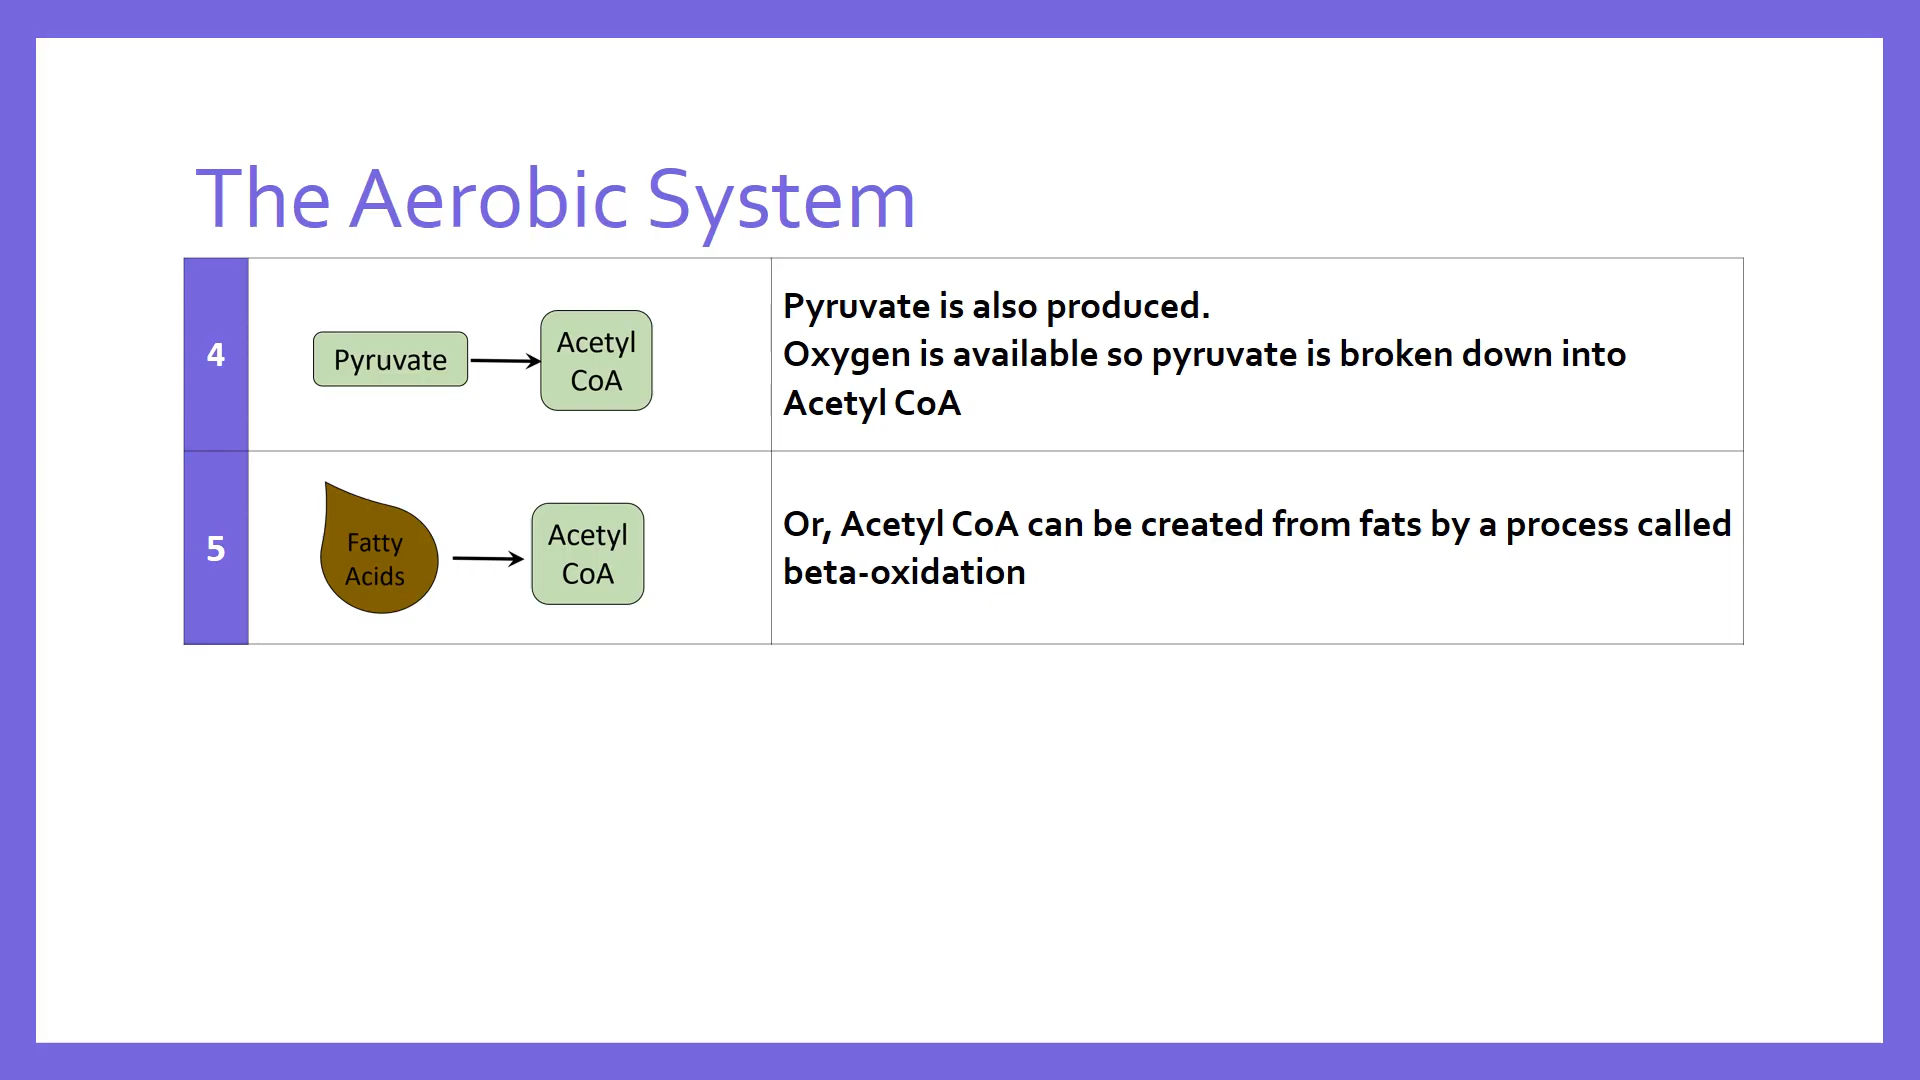 The Aerobic System
4
Pyruvate
Acetyl
CoA
Pyruvate is also produced.
Oxygen is available so pyruvate is broken down into
Acetyl CoA
5
Fatty
Acids
Acetyl
CoA
Or, Acetyl CoA can be created from fats by a process called
beta-oxidation